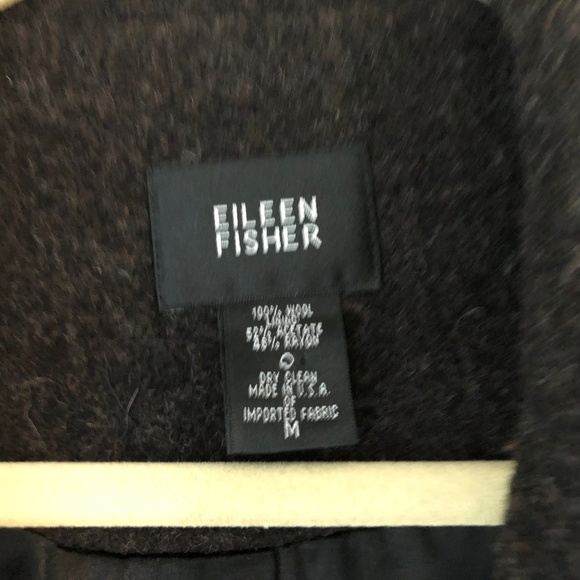 EILEEN
FISHER
100% WOOL
LINING
52% ACETATE
48% RAYON
DRY CLEAN
MADE IN U.S.A.
OF
IMPORTED FABRIC
M